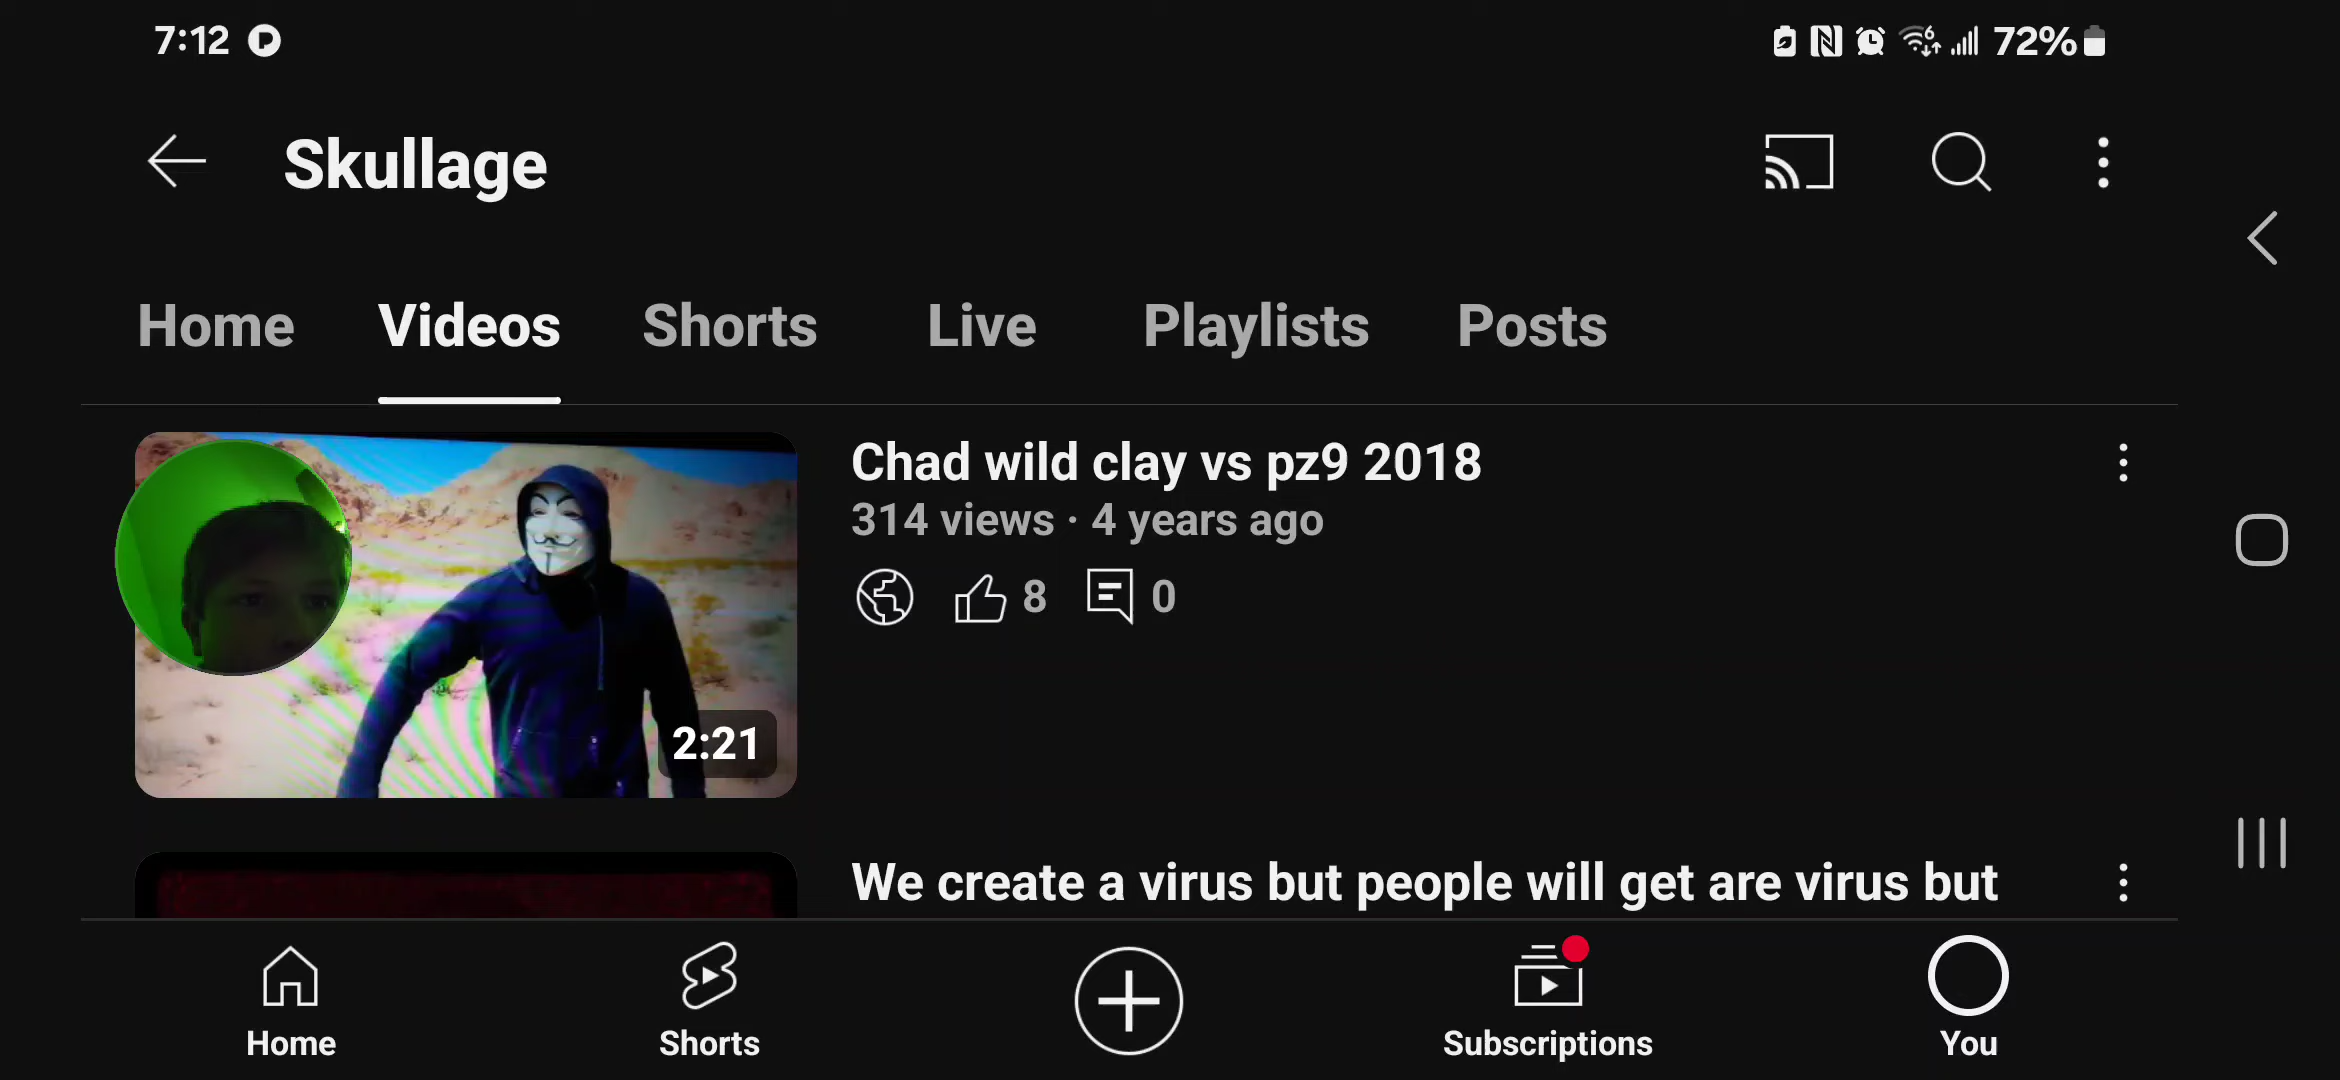 7:12
72%
Skullage
Home Videos Shorts Live Playlists Posts
Chad wild clay vs pz9 2018
314 views · 4 years ago
8 0
2:21
We create a virus but people will get are virus but
Home Shorts Subscriptions You